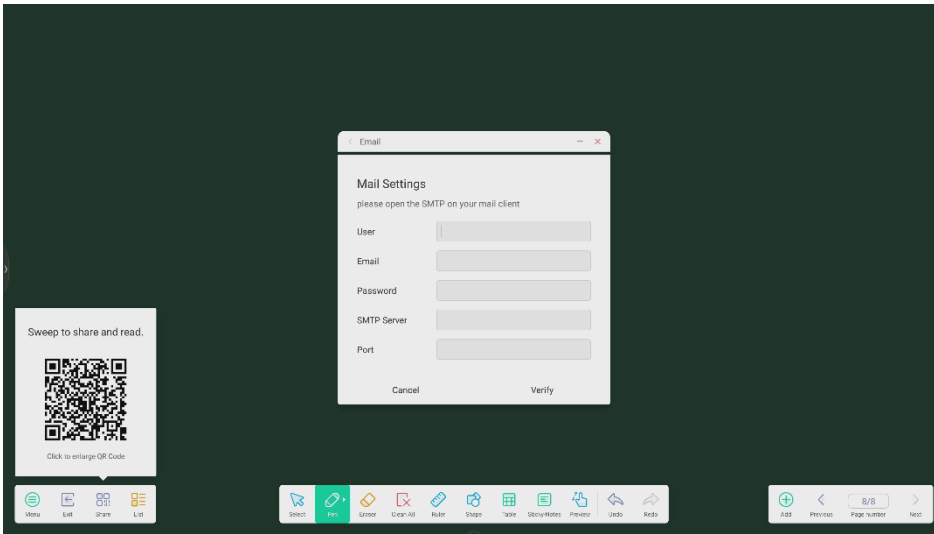 Email
Mail Settings
please open the SMTP on your mail client
User
Email
Password
SMTP Server
Port
Cancel
Verify
Sweep to share and read.
Click to enlarge QR Code
Menu
Exit
Share
List
Select
Pen
Eraser
Clean All
Ruler
Shape
Table
Sticky-Notes
Preview
Undo
Redo
Add
Previous
8/8
Page number
Next